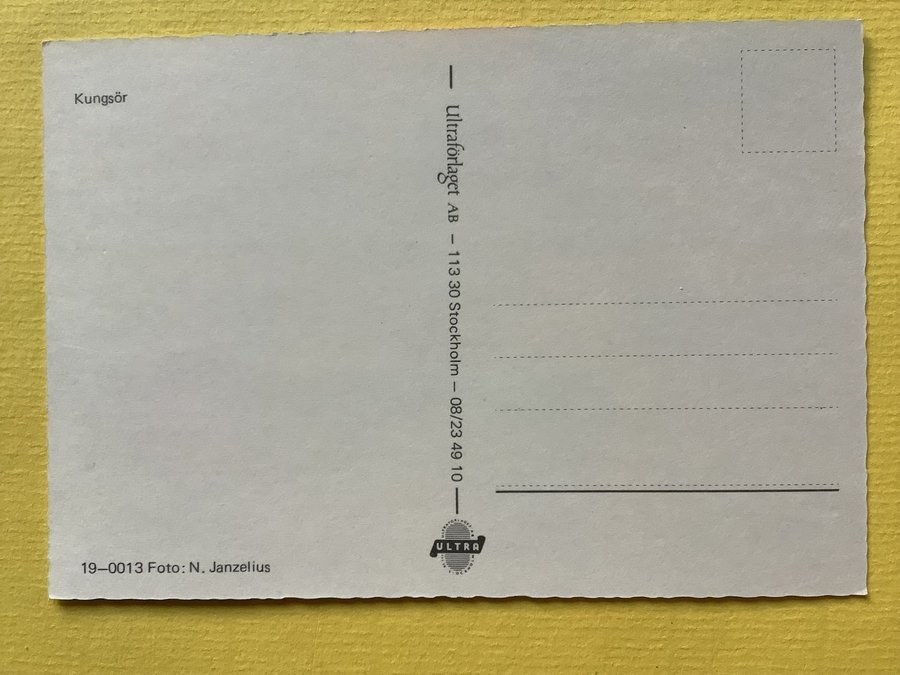 Kungsör
Ultraförlaget AB – 113 30 Stockholm – 08/23 49 10
ULTRA
19–0013 Foto: N. Janzelius